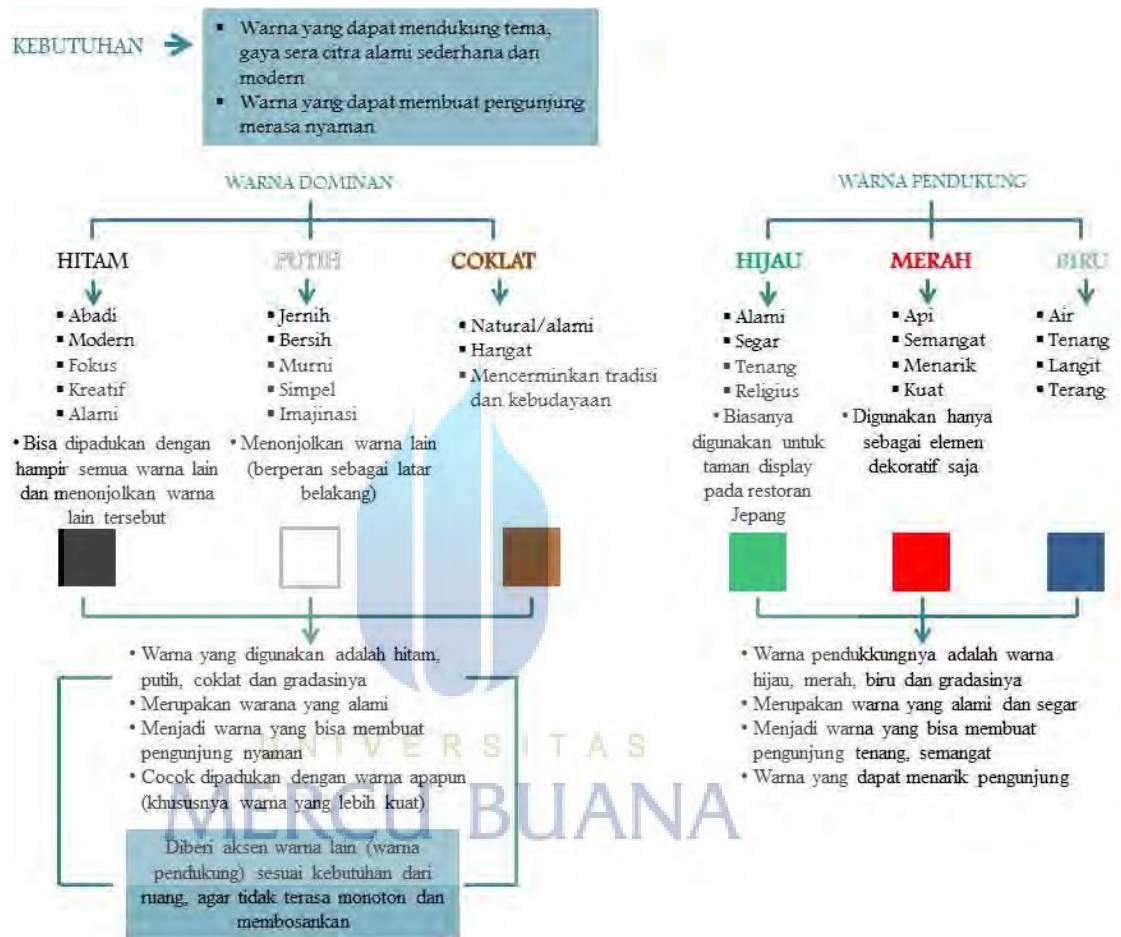 KEBUTUHAN
▪ Warna yang dapat mendukung tema,
gaya sera citra alami sederhana dan
modern
▪ Warna yang dapat membuat pengunjung
merasa nyaman
WARNA DOMINAN
HITAM
▪ Abadi
▪ Modern
▪ Fokus
▪ Kreatif
▪ Alami
• Bisa dipadukan dengan
hampir semua warna lain
dan menonjolkan warna
lain tersebut
PUTIH
▪ Jernih
▪ Bersih
▪ Murni
▪ Simpel
▪ Imajinasi
• Menonjolkan warna lain
(berperan sebagai latar
belakang)
COKLAT
▪ Natural/alami
▪ Hangat
▪ Mencerminkan tradisi
dan kebudayaan
• Warna yang digunakan adalah hitam,
putih, coklat dan gradasinya
• Merupakan warana yang alami
• Menjadi warna yang bisa membuat
pengunjung nyaman
• Cocok dipadukan dengan warna apapun
(khususnya warna yang lebih kuat)
Diberi aksen warna lain (warna
pendukung) sesuai kebutuhan dari
ruang, agar tidak terasa monoton dan
membosankan
WARNA PENDUKUNG
HIJAU
▪ Alami
▪ Segar
▪ Tenang
▪ Religius
• Biasanya
digunakan untuk
taman display
pada restoran
Jepang
MERAH
▪ Api
▪ Semangat
▪ Menarik
▪ Kuat
• Digunakan hanya
sebagai elemen
dekoratif saja
BIRU
▪ Air
▪ Tenang
▪ Langit
▪ Terang
• Warna pendukkungnya adalah warna
hijau, merah, biru dan gradasinya
• Merupakan warna yang alami dan segar
• Menjadi warna yang bisa membuat
pengunjung tenang, semangat
• Warna yang dapat menarik pengunjung
UNIVERSITAS
MERCU BUANA